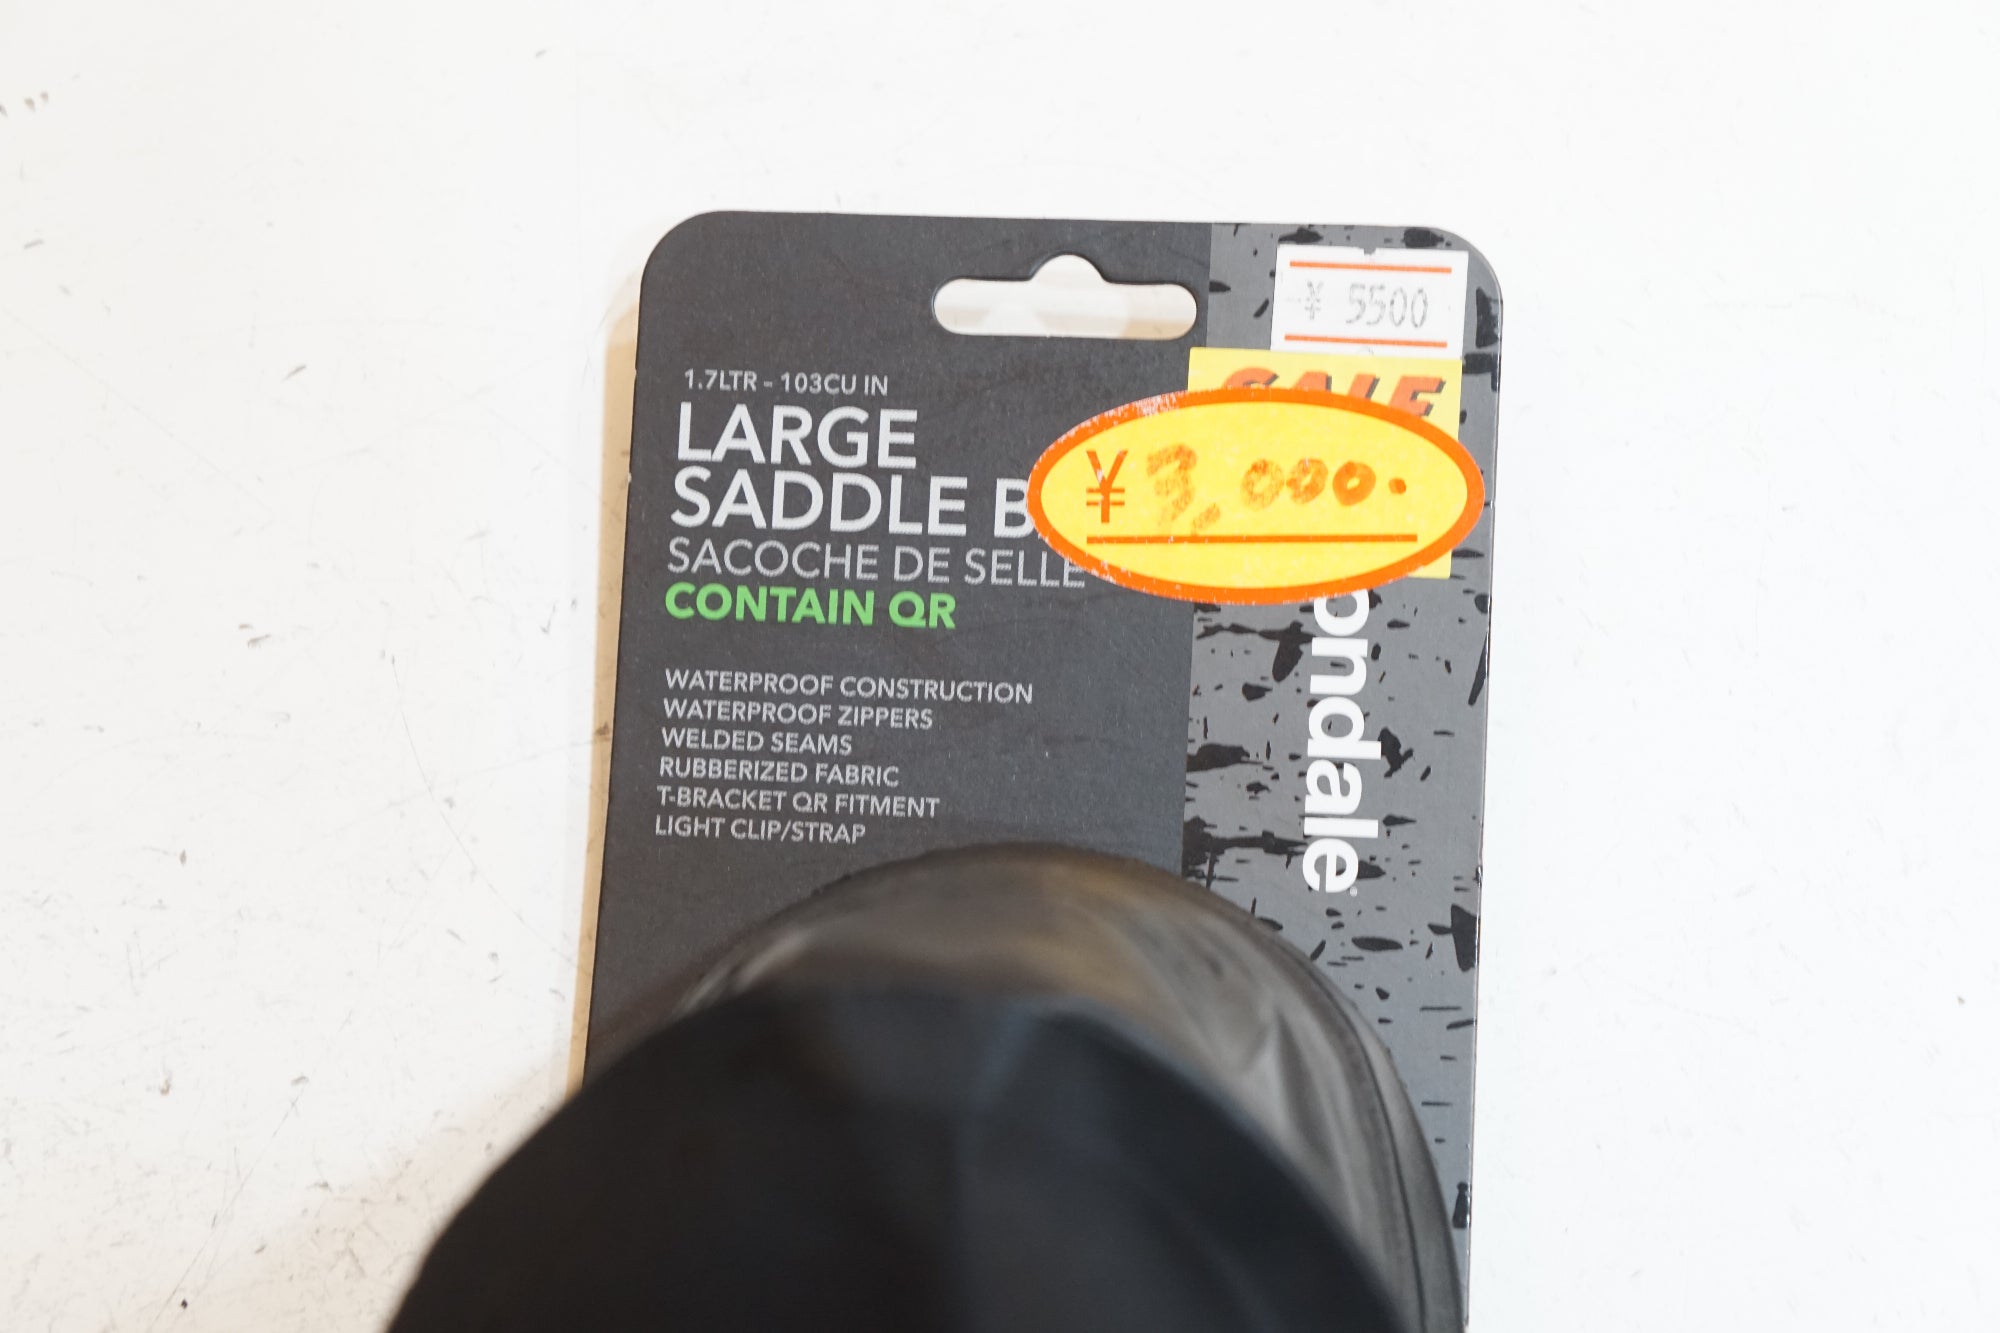 ¥ 5500
SALE
¥3,000.
1.7LTR - 103CU IN
LARGE
SADDLE B
SACOCHE DE SELLE
CONTAIN QR
WATERPROOF CONSTRUCTION
WATERPROOF ZIPPERS
WELDED SEAMS
RUBBERIZED FABRIC
T-BRACKET QR FITMENT
LIGHT CLIP/STRAP
ondale